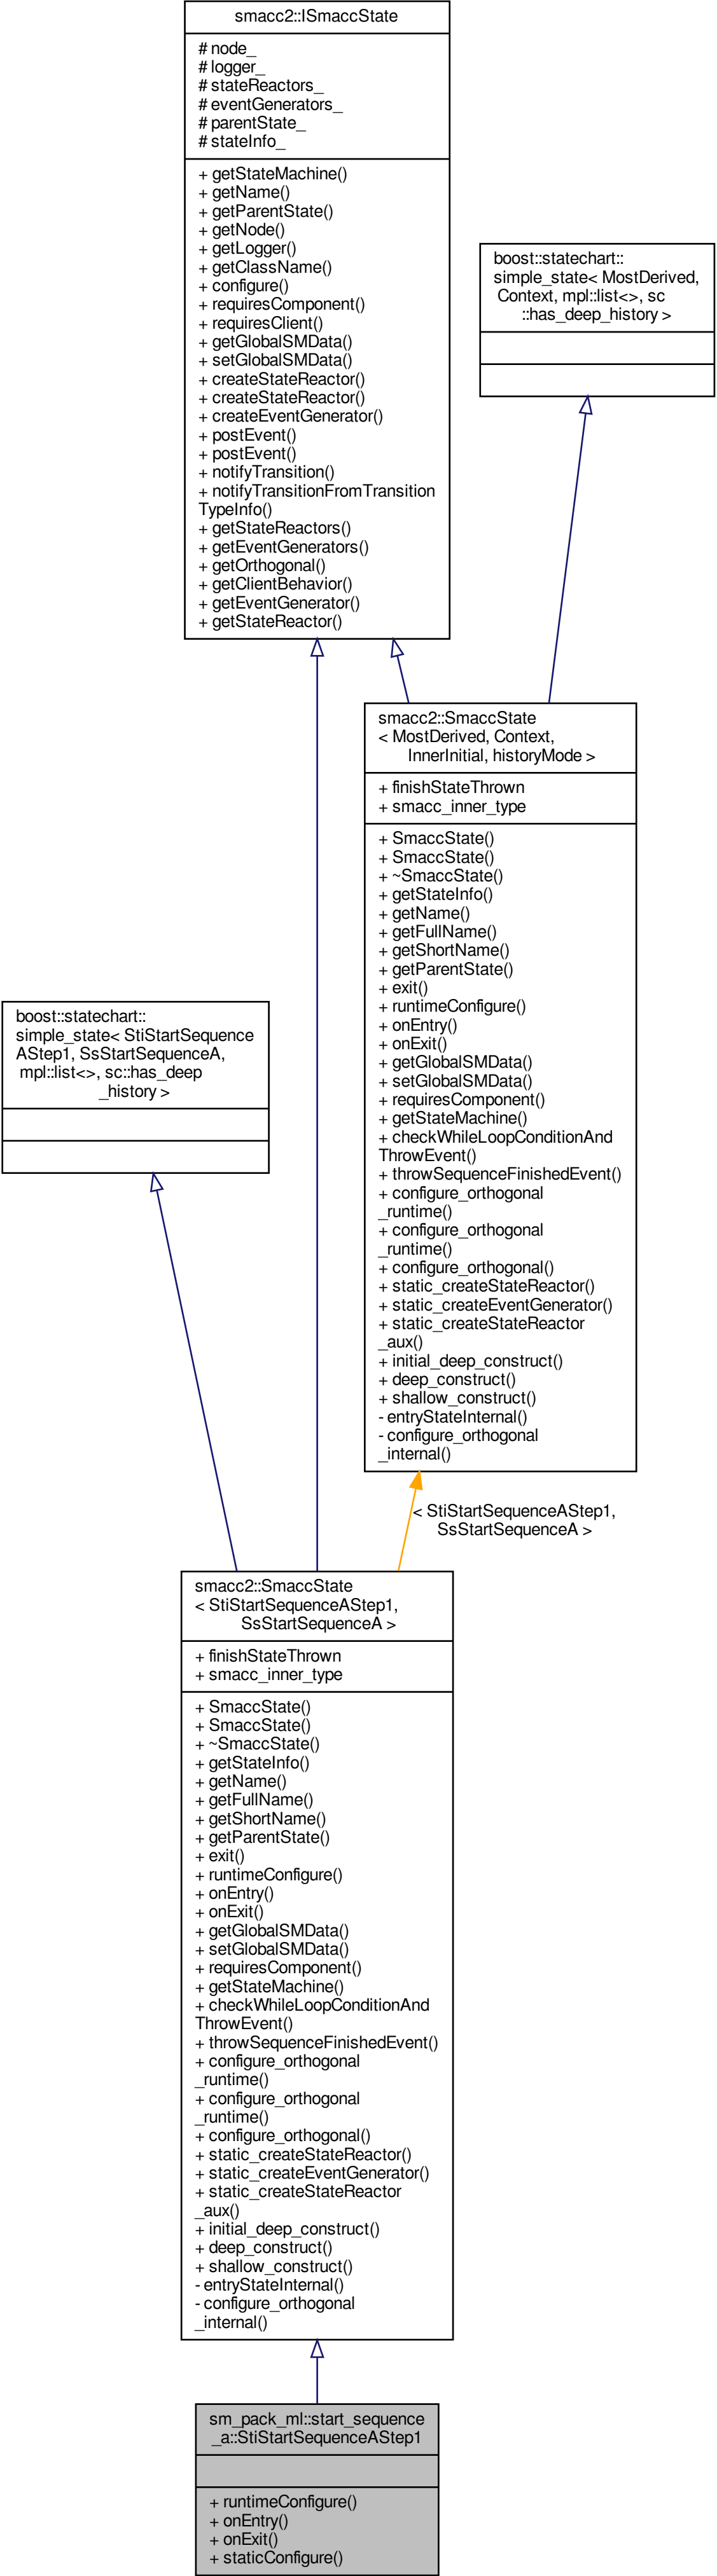 smacc2::ISmaccState
# node_
# logger_
# stateReactors_
# eventGenerators_
# parentState_
# stateInfo_
+ getStateMachine()
+ getName()
+ getParentState()
+ getNode()
+ getLogger()
+ getClassName()
+ configure()
+ requiresComponent()
+ requiresClient()
+ getGlobalSMData()
+ setGlobalSMData()
+ createStateReactor()
+ createStateReactor()
+ createEventGenerator()
+ postEvent()
+ postEvent()
+ notifyTransition()
+ notifyTransitionFromTransition
TypeInfo()
+ getStateReactors()
+ getEventGenerators()
+ getOrthogonal()
+ getClientBehavior()
+ getEventGenerator()
+ getStateReactor()
boost::statechart::
simple_state< MostDerived,
Context, mpl::list<>, sc
::has_deep_history >
smacc2::SmaccState
< MostDerived, Context,
InnerInitial, historyMode >
+ finishStateThrown
+ smacc_inner_type
+ SmaccState()
+ SmaccState()
+ ~SmaccState()
+ getStateInfo()
+ getName()
+ getFullName()
+ getShortName()
+ getParentState()
+ exit()
+ runtimeConfigure()
+ onEntry()
+ onExit()
+ getGlobalSMData()
+ setGlobalSMData()
+ requiresComponent()
+ getStateMachine()
+ checkWhileLoopConditionAnd
ThrowEvent()
+ throwSequenceFinishedEvent()
+ configure_orthogonal
_runtime()
+ configure_orthogonal
_runtime()
+ configure_orthogonal()
+ static_createStateReactor()
+ static_createEventGenerator()
+ static_createStateReactor
_aux()
+ initial_deep_construct()
+ deep_construct()
+ shallow_construct()
- entryStateInternal()
- configure_orthogonal
_internal()
boost::statechart::
simple_state< StiStartSequence
AStep1, SsStartSequenceA,
mpl::list<>, sc::has_deep
_history >
< StiStartSequenceAStep1,
SsStartSequenceA >
smacc2::SmaccState
< StiStartSequenceAStep1,
SsStartSequenceA >
+ finishStateThrown
+ smacc_inner_type
+ SmaccState()
+ SmaccState()
+ ~SmaccState()
+ getStateInfo()
+ getName()
+ getFullName()
+ getShortName()
+ getParentState()
+ exit()
+ runtimeConfigure()
+ onEntry()
+ onExit()
+ getGlobalSMData()
+ setGlobalSMData()
+ requiresComponent()
+ getStateMachine()
+ checkWhileLoopConditionAnd
ThrowEvent()
+ throwSequenceFinishedEvent()
+ configure_orthogonal
_runtime()
+ configure_orthogonal
_runtime()
+ configure_orthogonal()
+ static_createStateReactor()
+ static_createEventGenerator()
+ static_createStateReactor
_aux()
+ initial_deep_construct()
+ deep_construct()
+ shallow_construct()
- entryStateInternal()
- configure_orthogonal
_internal()
sm_pack_ml::start_sequence
_a::StiStartSequenceAStep1
+ runtimeConfigure()
+ onEntry()
+ onExit()
+ staticConfigure()